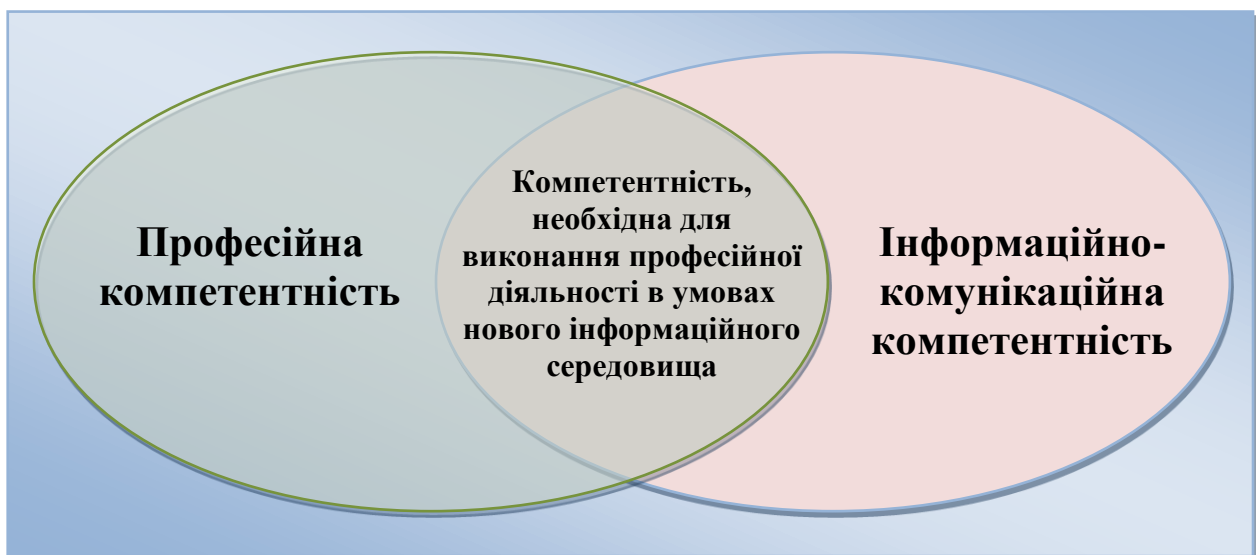 Професійна
компетентність
Компетентність,
необхідна для
виконання професійної
діяльності в умовах
нового інформаційного
середовища
Інформаційно-
комунікаційна
компетентність